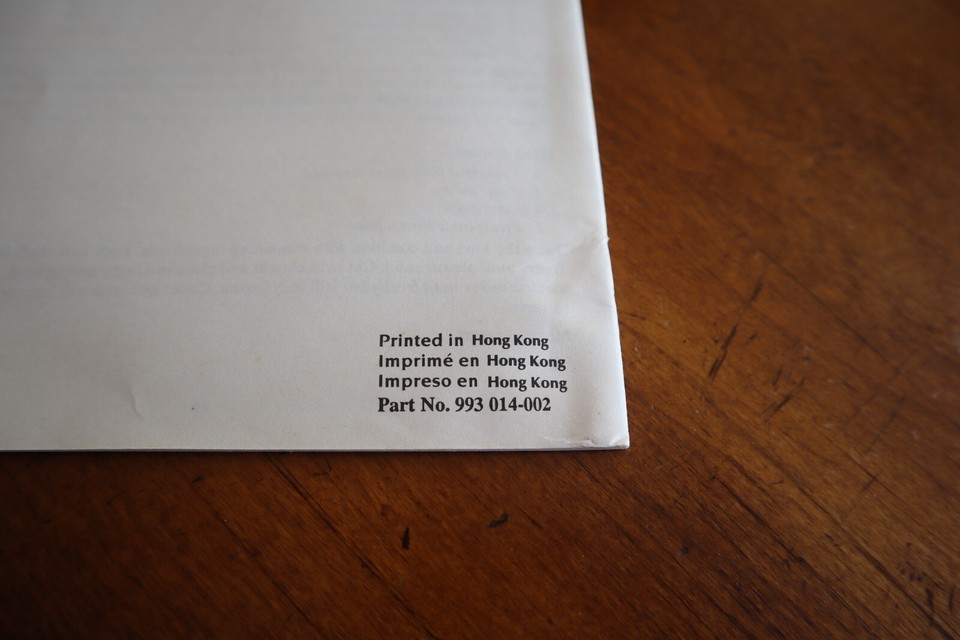 Printed in Hong Kong
Imprimé en Hong Kong
Impreso en Hong Kong
Part No. 993 014-002